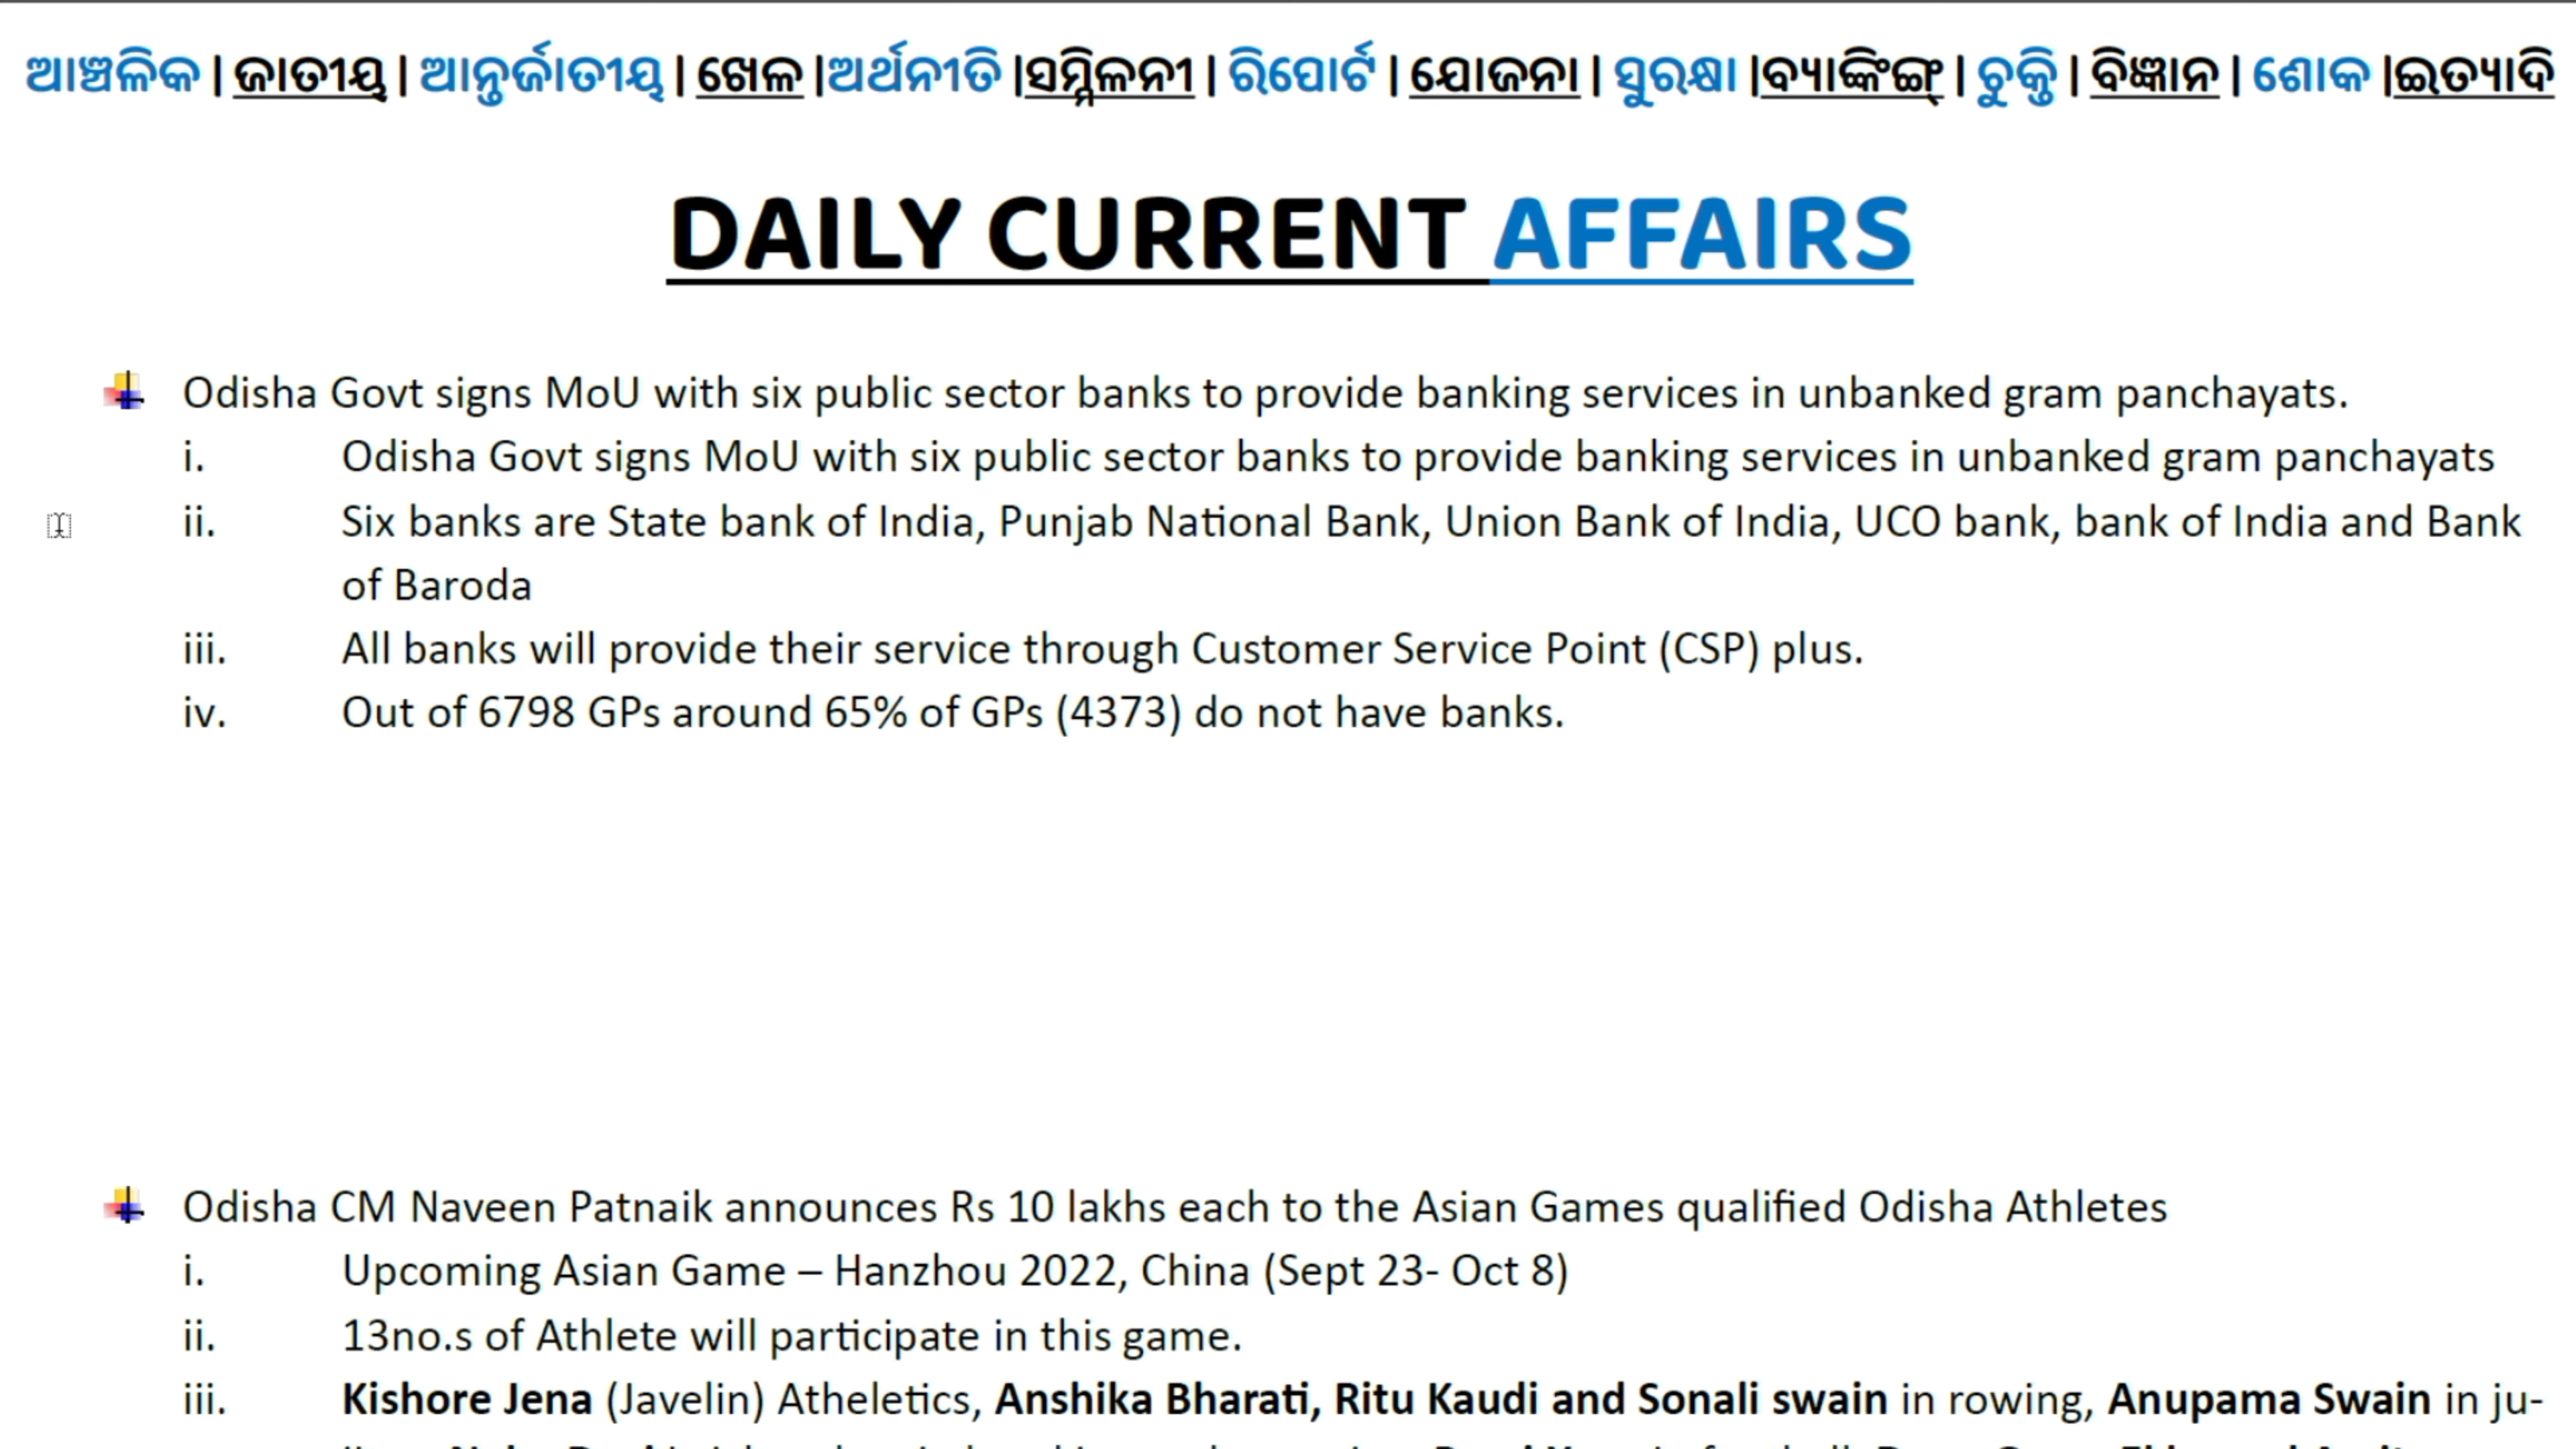 ଆଞ୍ଚଳିକ | ଜାତୀୟ | ଆନ୍ତର୍ଜାତୀୟ | ଖେଳ |ଅର୍ଥନୀତି |ସମ୍ମିଳନୀ | ରିପୋର୍ଟ | ଯୋଜନା | ସୁରକ୍ଷା |ବ୍ୟାଙ୍କିଙ୍ଗ୍ | ଚୁକ୍ତି | ବିଜ୍ଞାନ | ଶୋକ |ଇତ୍ୟାଦି
DAILY CURRENT AFFAIRS
Odisha Govt signs MoU with six public sector banks to provide banking services in unbanked gram panchayats.
i. Odisha Govt signs MoU with six public sector banks to provide banking services in unbanked gram panchayats
ii. Six banks are State bank of India, Punjab National Bank, Union Bank of India, UCO bank, bank of India and Bank
of Baroda
iii. All banks will provide their service through Customer Service Point (CSP) plus.
iv. Out of 6798 GPs around 65% of GPs (4373) do not have banks.
Odisha CM Naveen Patnaik announces Rs 10 lakhs each to the Asian Games qualified Odisha Athletes
i. Upcoming Asian Game – Hanzhou 2022, China (Sept 23- Oct 8)
ii. 13no.s of Athlete will participate in this game.
iii. Kishore Jena (Javelin) Atheletics, Anshika Bharati, Ritu Kaudi and Sonali swain in rowing, Anupama Swain in ju-